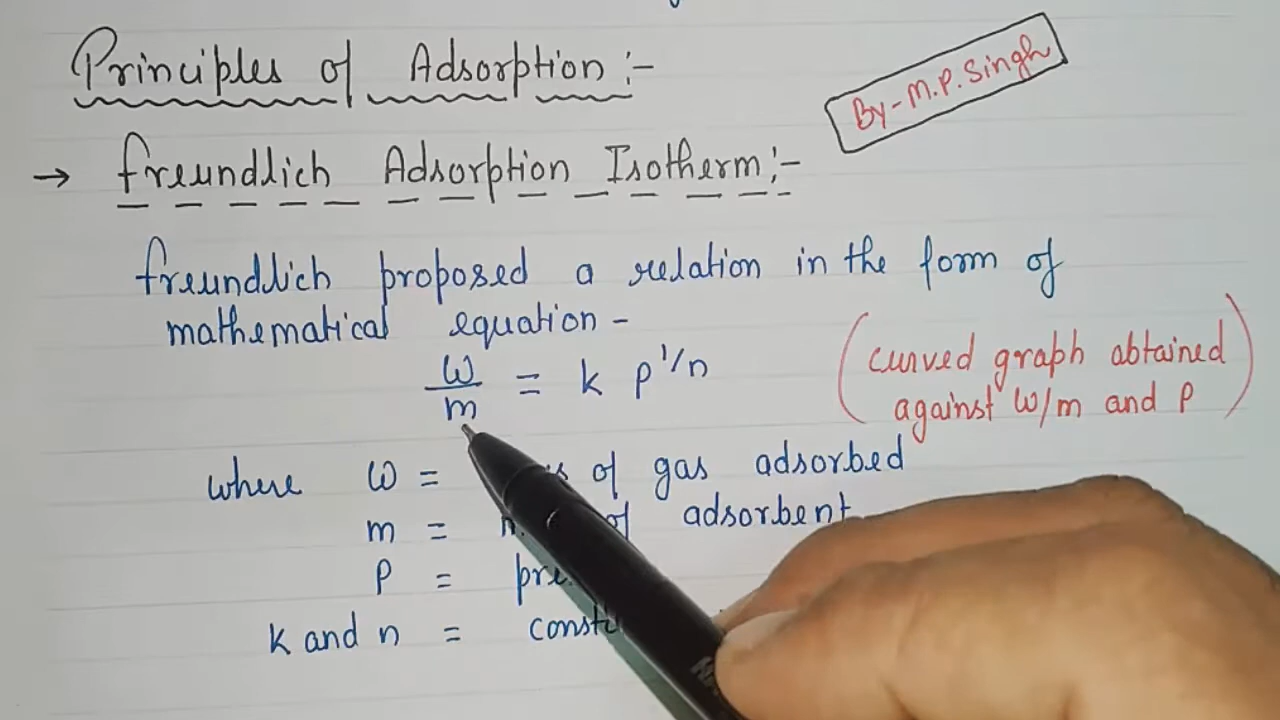 Principles of Adsorption :-
By - M.P. Singh
→ Freundlich Adsorption Isotherm :-
Freundlich proposed a relation in the form of
mathematical equation -
w/m = k p^1/n
(curved graph obtained
against w/m and P)
where w = of gas adsorbed
m = of adsorbent
P =
k and n =